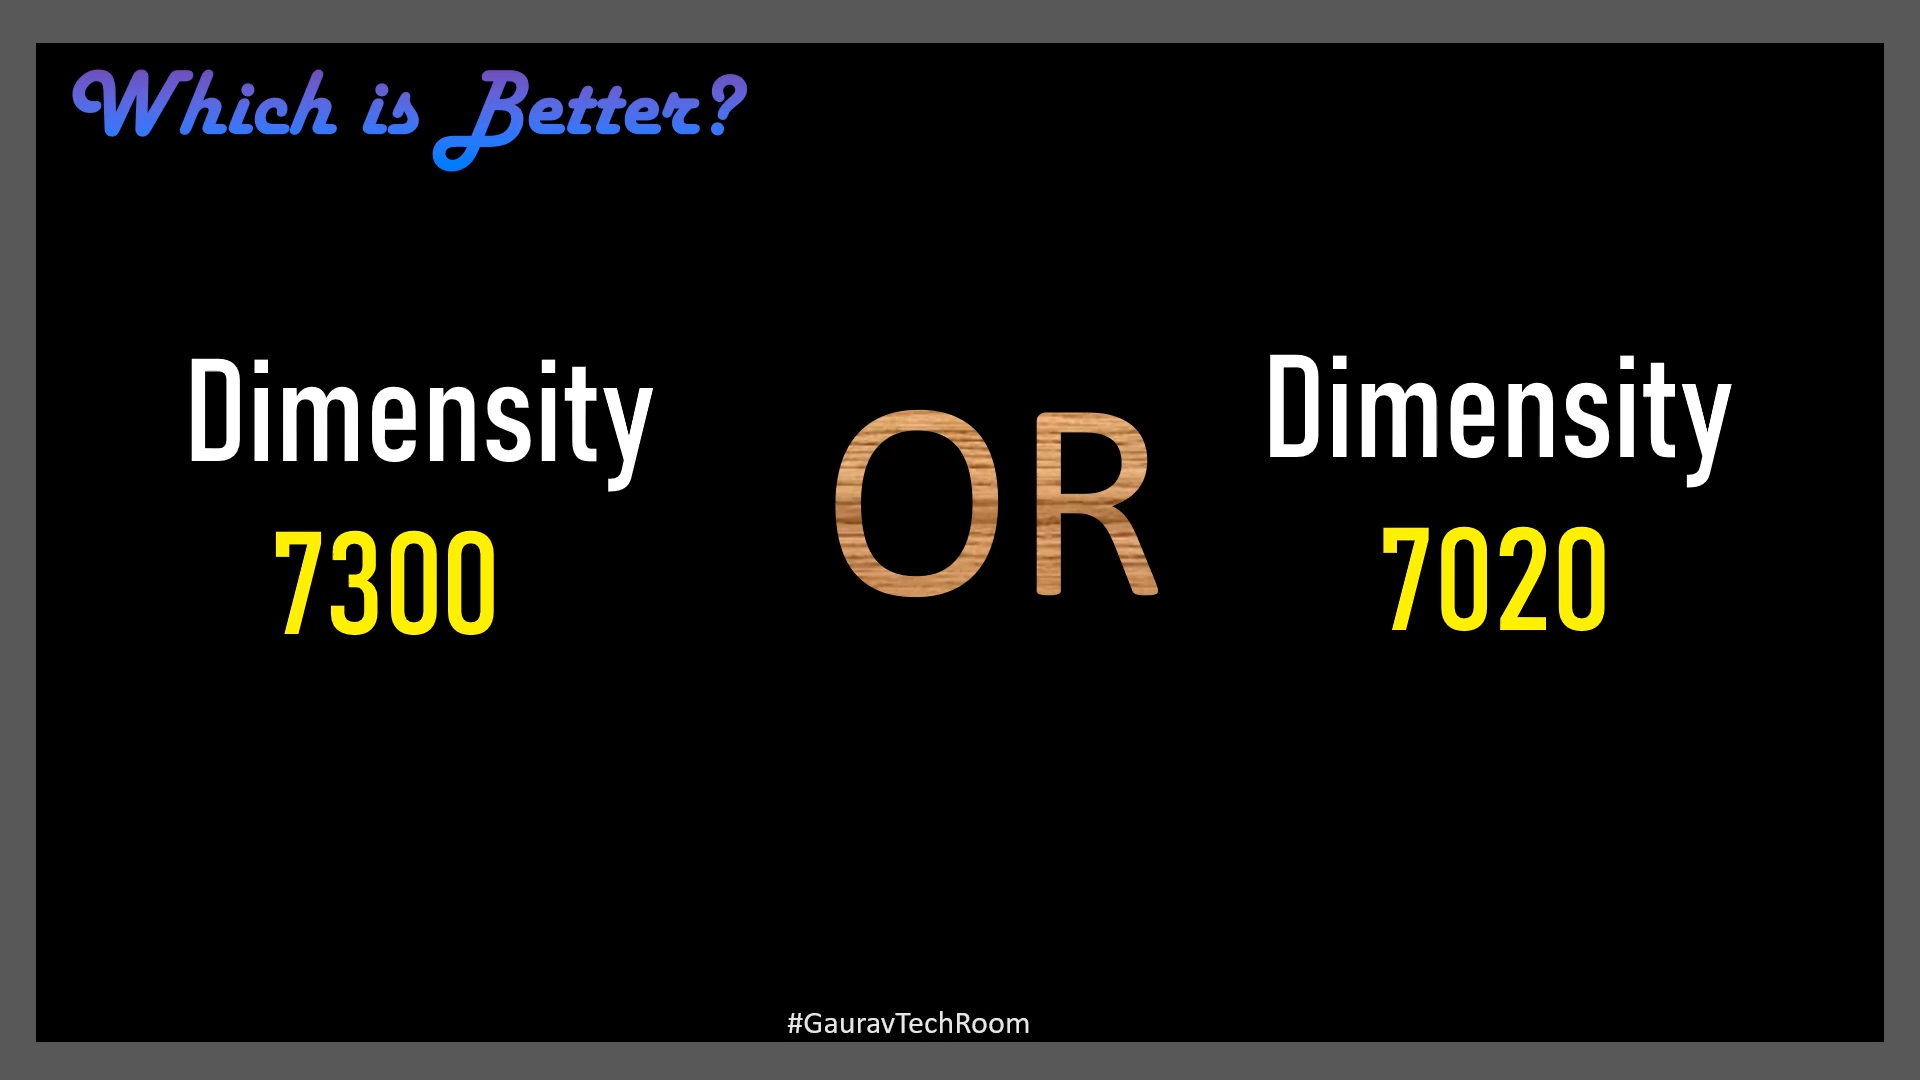 Which is Better?
Dimensity
7300
OR
Dimensity
7020
#GauravTechRoom